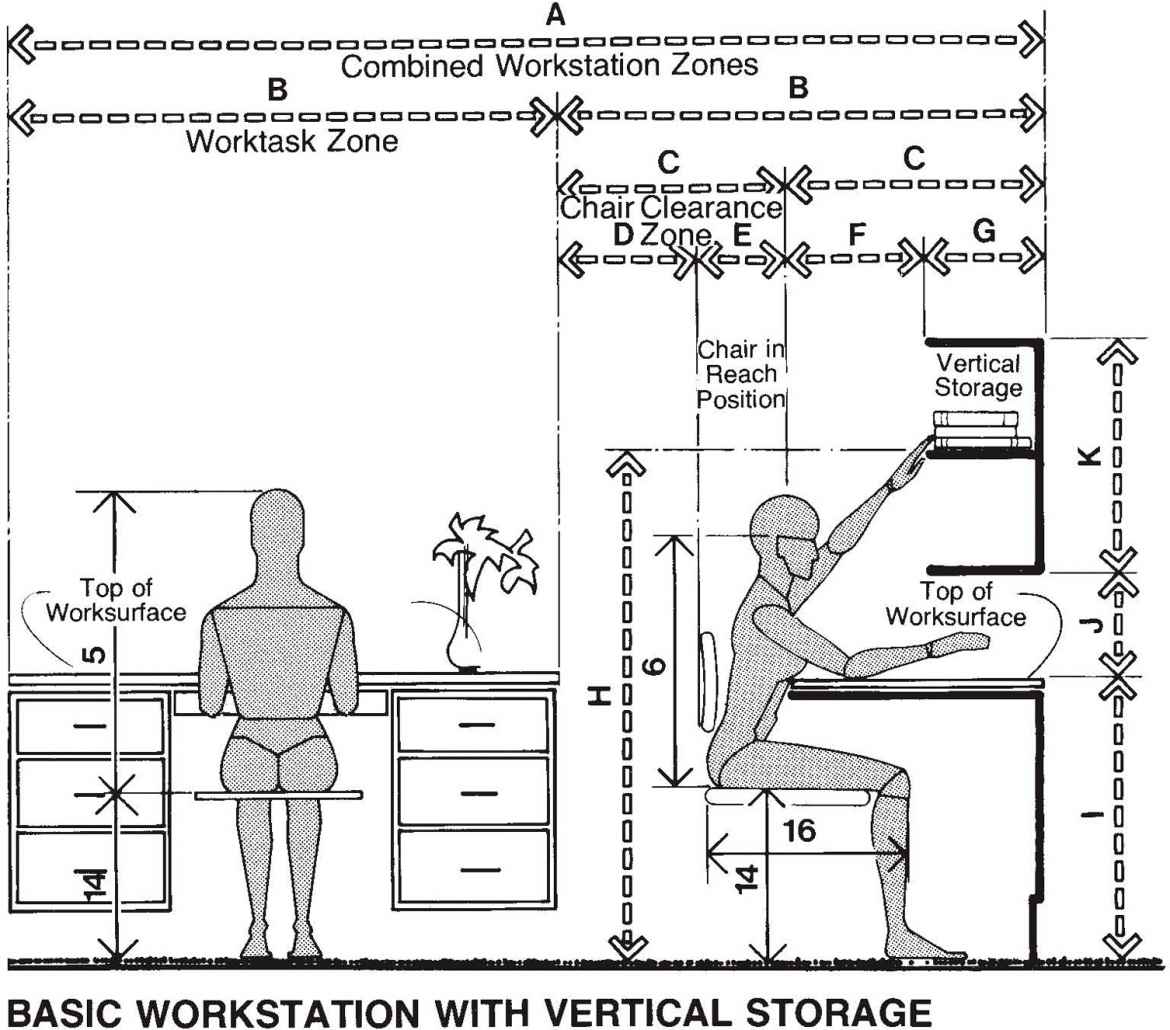 A
Combined Workstation Zones
B
B
Worktask Zone
C
C
Chair Clearance
Zone
D
E
F
G
Chair in
Reach
Position
Vertical
Storage
K
Top of
Worksurface
5
6
H
Top of
Worksurface
J
I
16
14
14
BASIC WORKSTATION WITH VERTICAL STORAGE